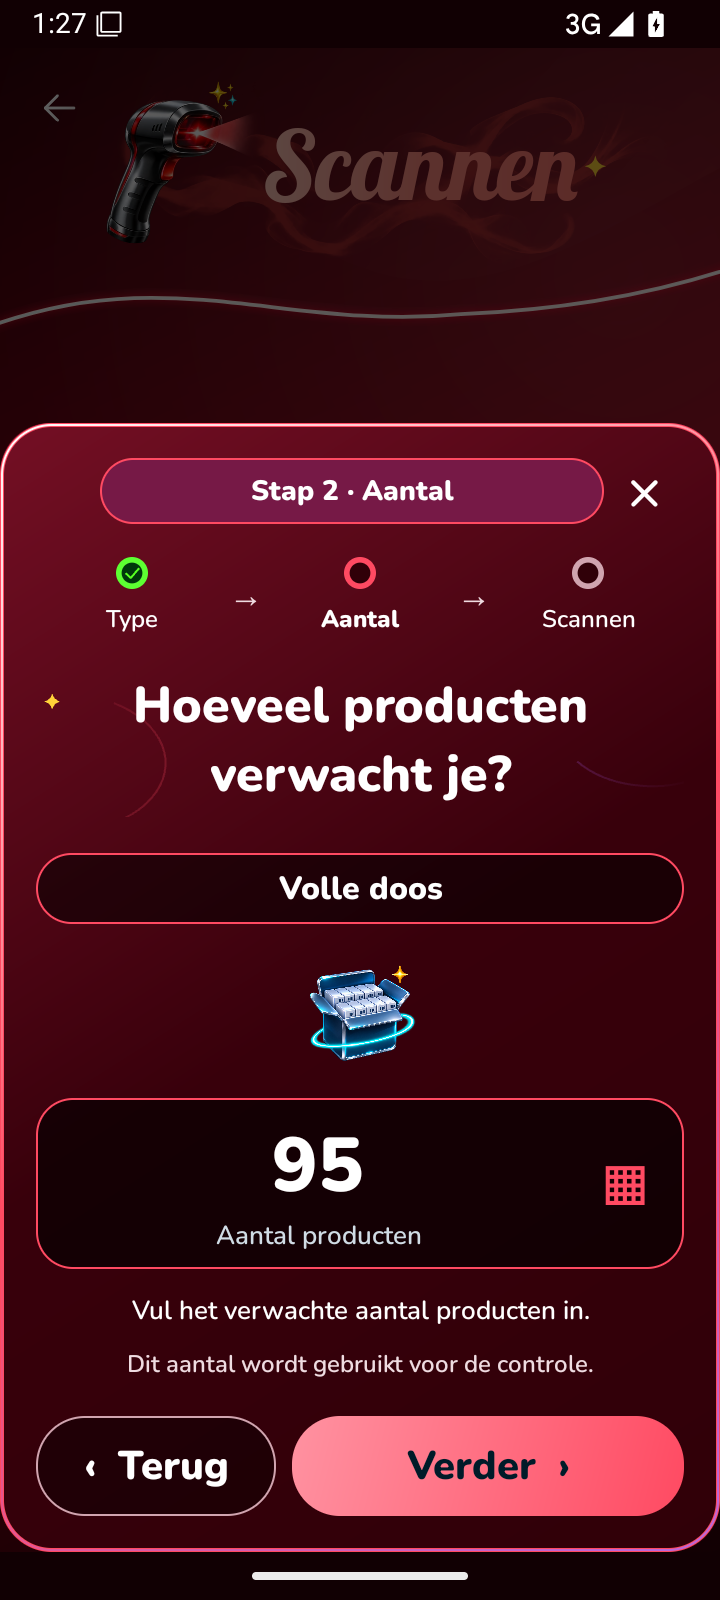 1:27
3G
Scannen
Stap 2 · Aantal
Type → Aantal → Scannen
Hoeveel producten
verwacht je?
Volle doos
95
Aantal producten
Vul het verwachte aantal producten in.
Dit aantal wordt gebruikt voor de controle.
‹ Terug
Verder ›